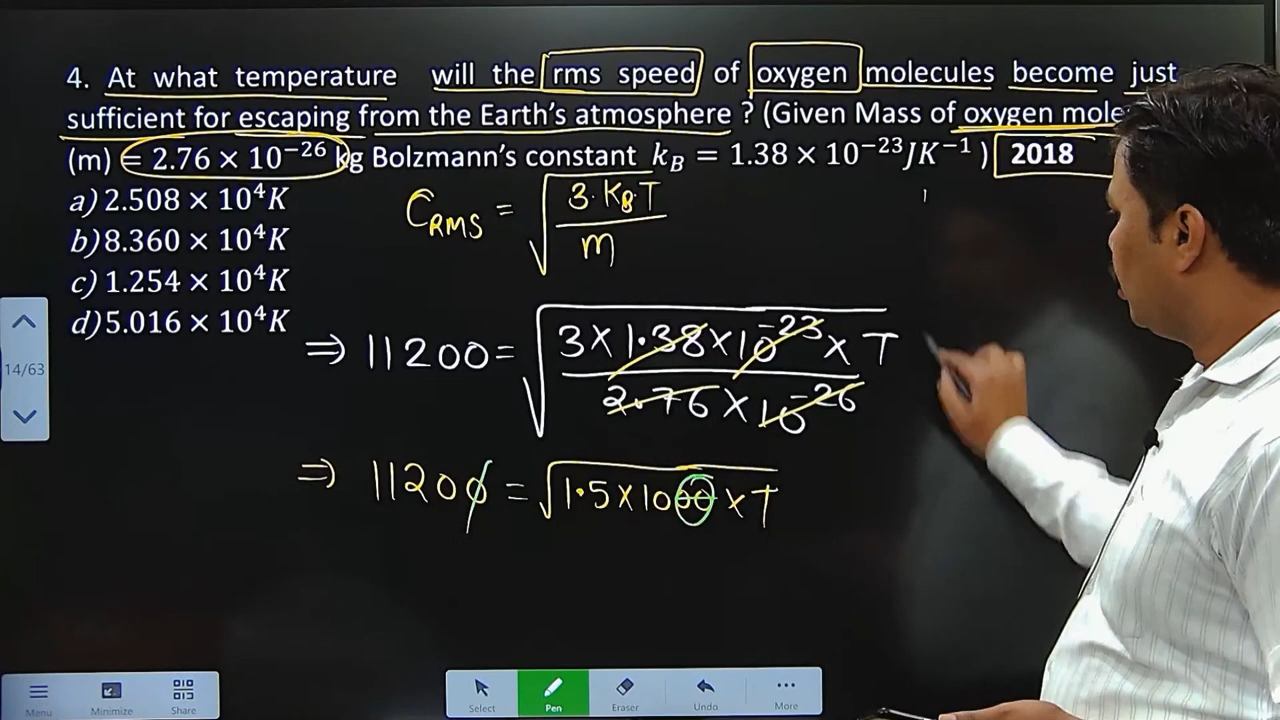 4. At what temperature will the rms speed of oxygen molecules become just
sufficient for escaping from the Earth's atmosphere ? (Given Mass of oxygen mole
(m) = 2.76 × 10⁻²⁶ kg Bolzmann's constant k_B = 1.38 × 10⁻²³JK⁻¹ ) 2018
a) 2.508 × 10⁴K
b)8.360 × 10⁴K
c) 1.254 × 10⁴K
d)5.016 × 10⁴K
C_RMS = √(3·K_B·T / m)
⇒ 11200 = √(3 × 1.38 × 10⁻²³ × T / 2.76 × 10⁻²⁶)
⇒ 11200 = √(1.5 × 1000 × T)
14/63
Menu Minimize Share Select Pen Eraser Undo More